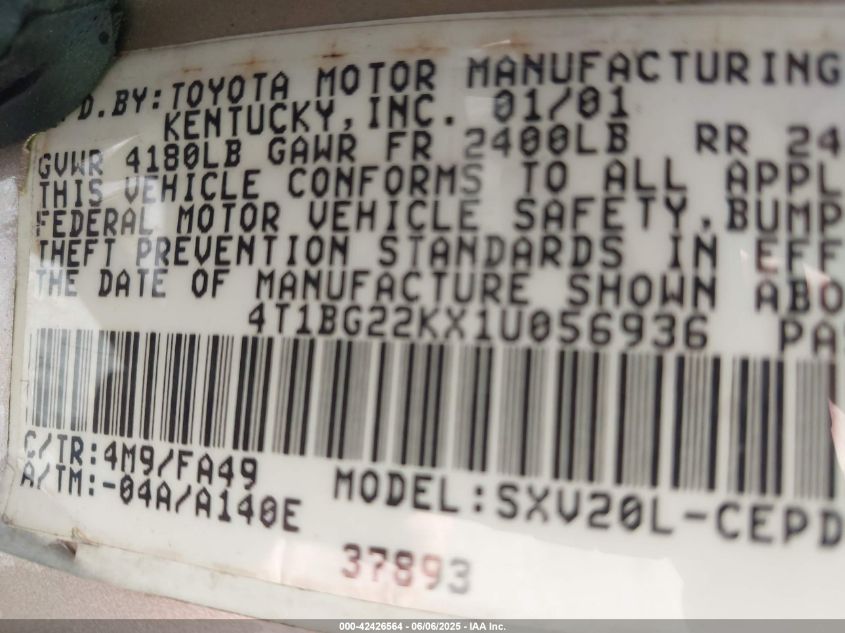 D.BY: TOYOTA MOTOR MANUFACTURING
KENTUCKY, INC. 01/01
GVWR 4180LB GAWR FR 2400LB RR 24
THIS VEHICLE CONFORMS TO ALL APPL
FEDERAL MOTOR VEHICLE SAFETY, BUMP
THEFT PREVENTION STANDARDS IN EFF
THE DATE OF MANUFACTURE SHOWN ABO
4T1BG22KX1U056936 PA
C/TR: 4M9/FA49
A/TM: -04A/A140E
MODEL: SXV20L-CEPD
37893
000-42426564 - 06/06/2025 - IAA Inc.